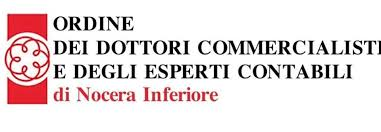 ORDINE
DEI DOTTORI COMMERCIALISTI
E DEGLI ESPERTI CONTABILI
di Nocera Inferiore